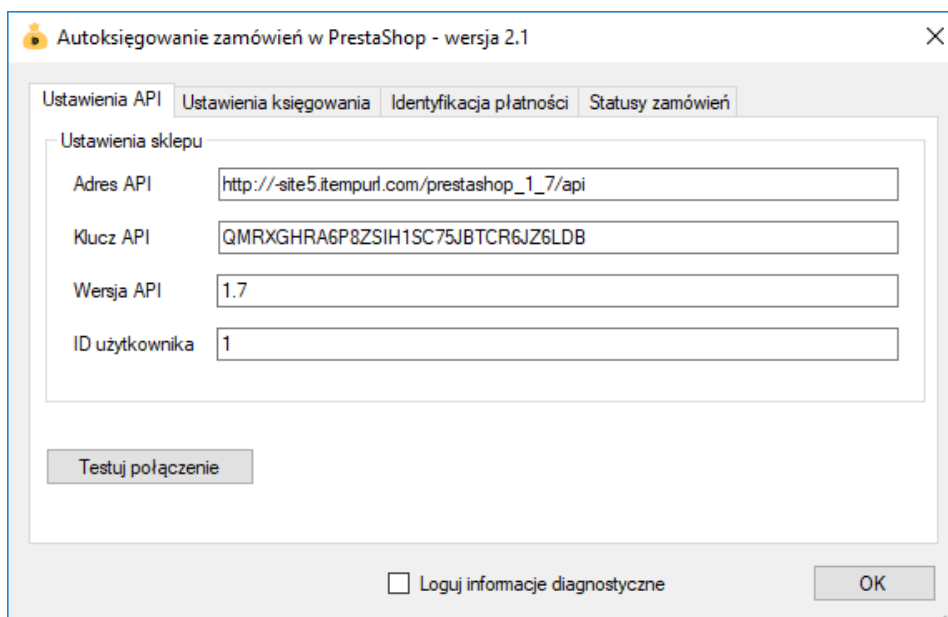 Autoksięgowanie zamówień w PrestaShop - wersja 2.1
Ustawienia API Ustawienia księgowania Identyfikacja płatności Statusy zamówień
Ustawienia sklepu
Adres API http://-site5.itempurl.com/prestashop_1_7/api
Klucz API QMRXGHRA6P8ZSIH1SC75JBTCR6JZ6LDB
Wersja API 1.7
ID użytkownika 1
Testuj połączenie
Loguj informacje diagnostyczne OK